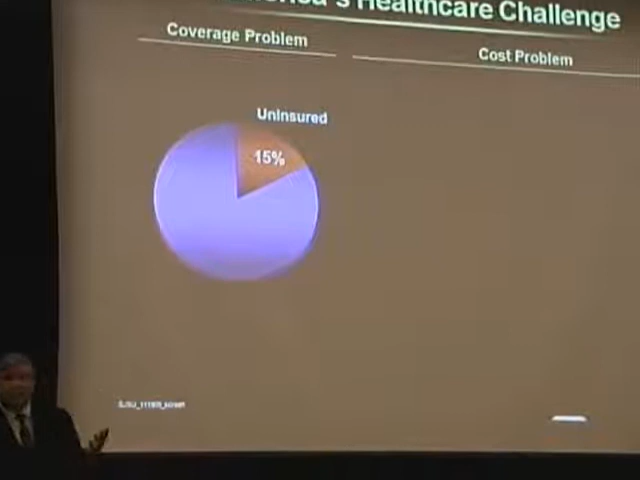 Healthcare Challenge
Coverage Problem
Cost Problem
Uninsured
15%